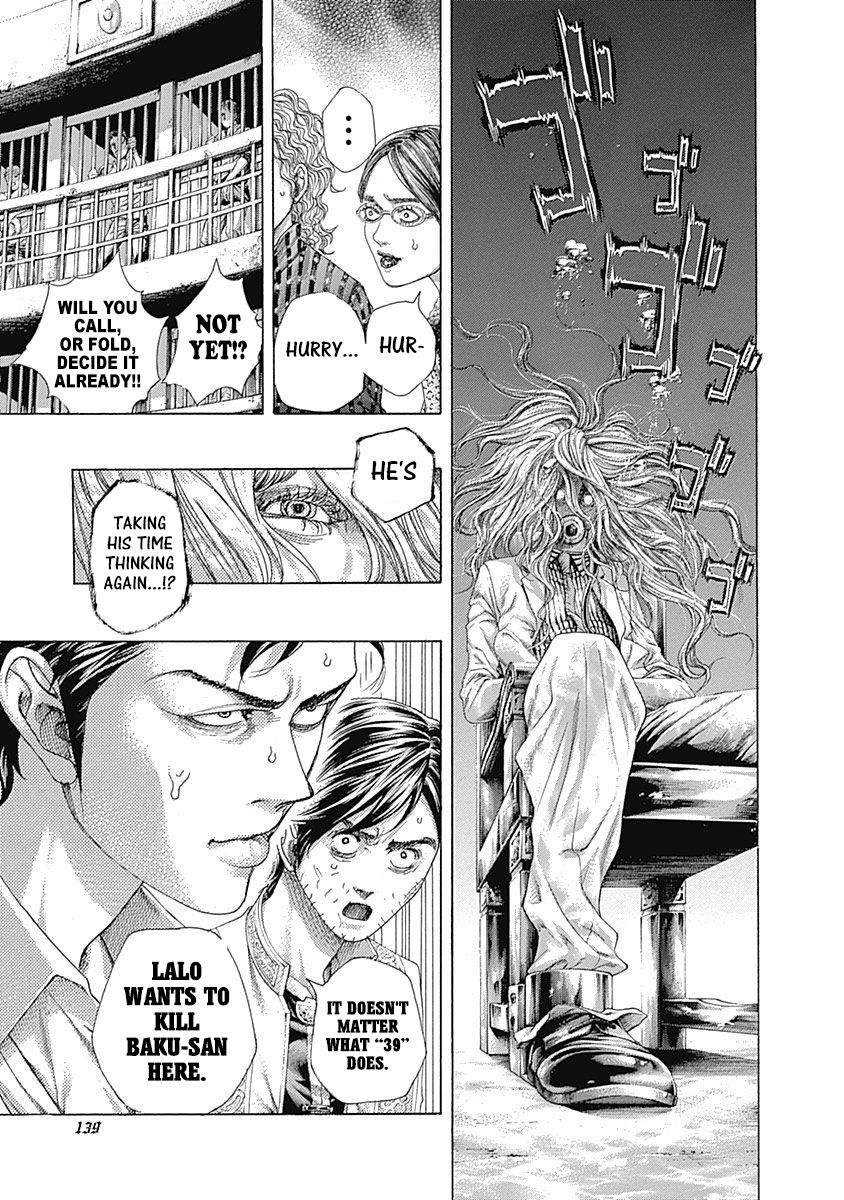 ゴ
ゴ
ゴ
ゴ
ゴ
ゴ
...
HUR-
HURRY...
NOT
YET!?
WILL YOU
CALL,
OR FOLD,
DECIDE IT
ALREADY!!
HE'S
TAKING
HIS TIME
THINKING
AGAIN...!?
IT DOESN'T
MATTER
WHAT "39"
DOES.
LALO
WANTS TO
KILL
BAKU-SAN
HERE.
139